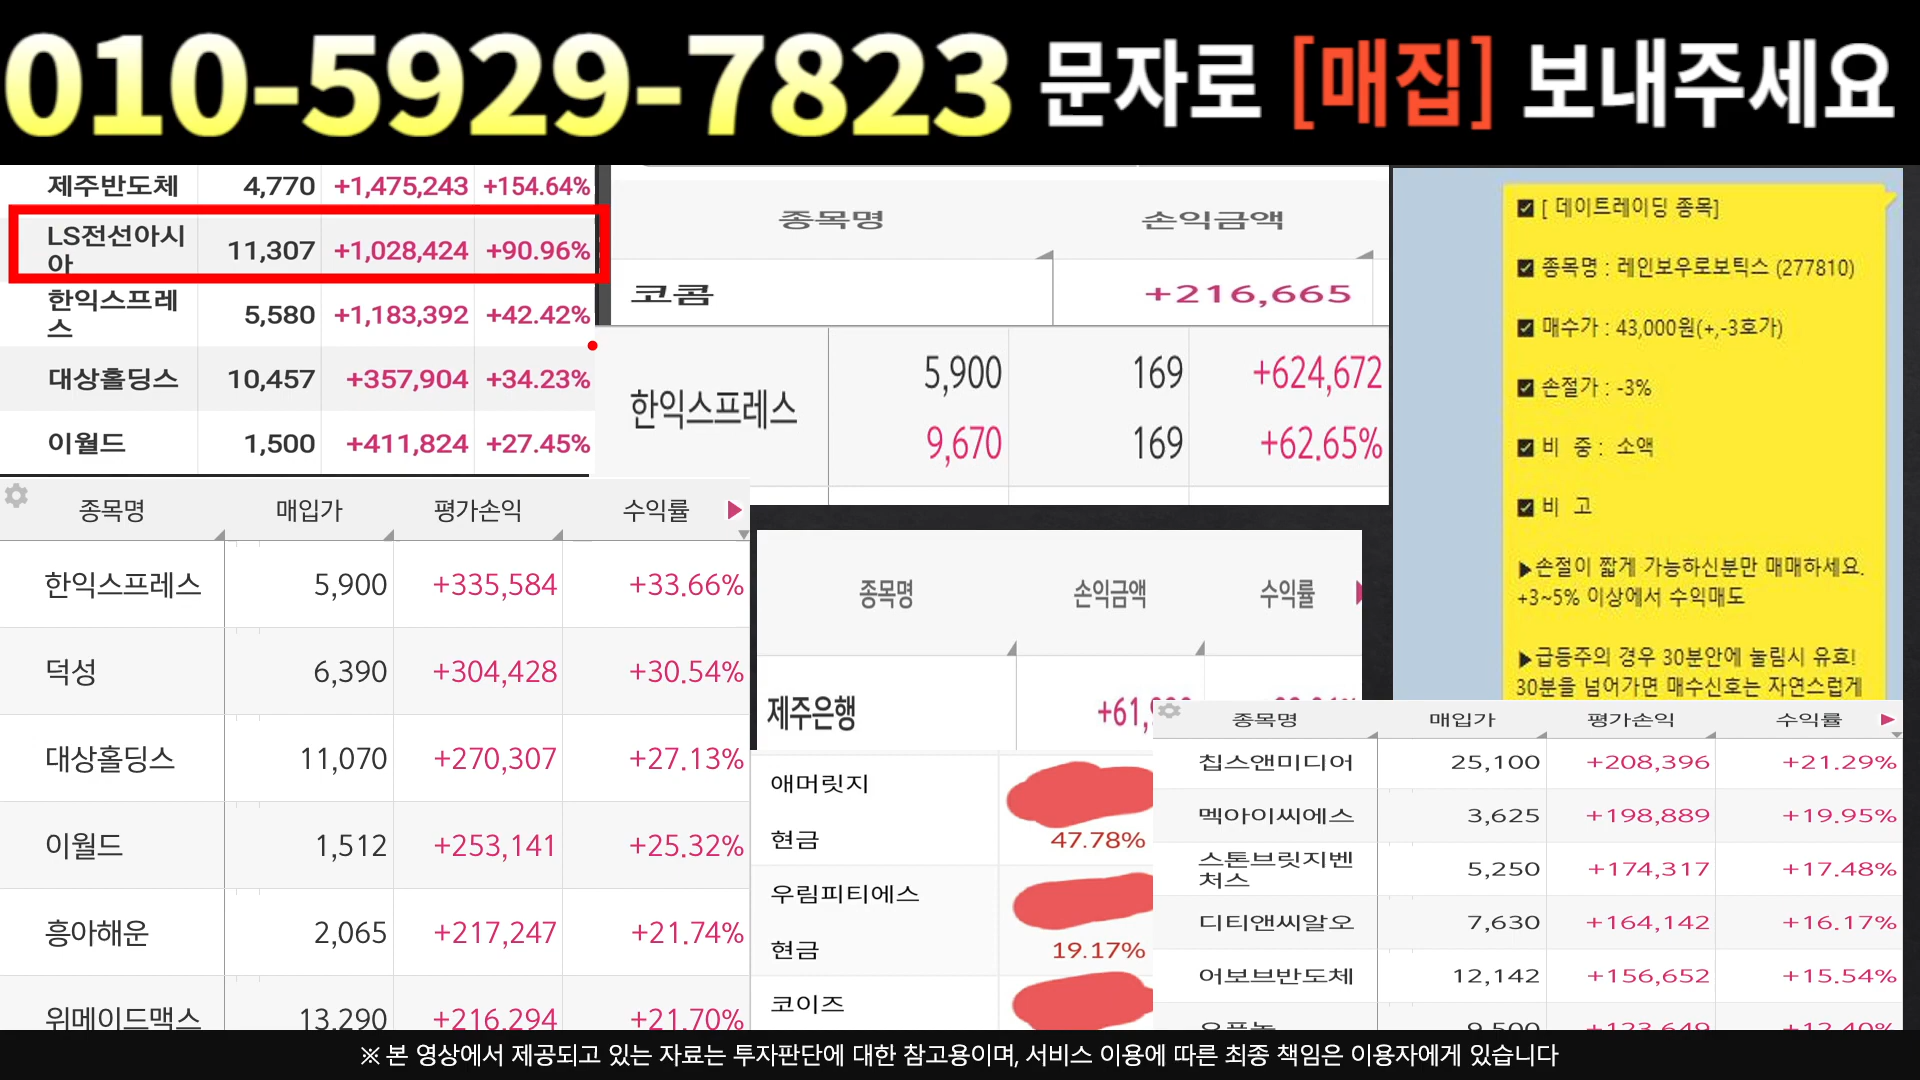 010-5929-7823 문자로 [매집] 보내주세요
제주반도체 4,770 +1,475,243 +154.64%
LS전선아시아 11,307 +1,028,424 +90.96%
한익스프레스 5,580 +1,183,392 +42.42%
대상홀딩스 10,457 +357,904 +34.23%
이월드 1,500 +411,824 +27.45%
종목명 손익금액
코콤 +216,665
한익스프레스 5,900 169 +624,672
9,670 169 +62.65%
☑ [ 데이트레이딩 종목]
☑ 종목명 : 레인보우로보틱스 (277810)
☑ 매수가 : 43,000원(+,-3호가)
☑ 손절가 : -3%
☑ 비 중 : 소액
☑ 비 고
▶손절이 짧게 가능하신분만 매매하세요.
+3~5% 이상에서 수익매도
▶급등주의 경우 30분안에 눌림시 유효!
30분을 넘어가면 매수신호는 자연스럽게
종목명 매입가 평가손익 수익률
한익스프레스 5,900 +335,584 +33.66%
덕성 6,390 +304,428 +30.54%
대상홀딩스 11,070 +270,307 +27.13%
이월드 1,512 +253,141 +25.32%
흥아해운 2,065 +217,247 +21.74%
위메이드맥스 13,290 +216,294 +21.70%
종목명 손익금액 수익률
제주은행 +61,
애머릿지
현금 47.78%
우림피티에스
현금 19.17%
코이즈
종목명 매입가 평가손익 수익률
칩스앤미디어 25,100 +208,396 +21.29%
멕아이씨에스 3,625 +198,889 +19.95%
스톤브릿지벤처스 5,250 +174,317 +17.48%
디티앤씨알오 7,630 +164,142 +16.17%
어보브반도체 12,142 +156,652 +15.54%
※ 본 영상에서 제공되고 있는 자료는 투자판단에 대한 참고용이며, 서비스 이용에 따른 최종 책임은 이용자에게 있습니다